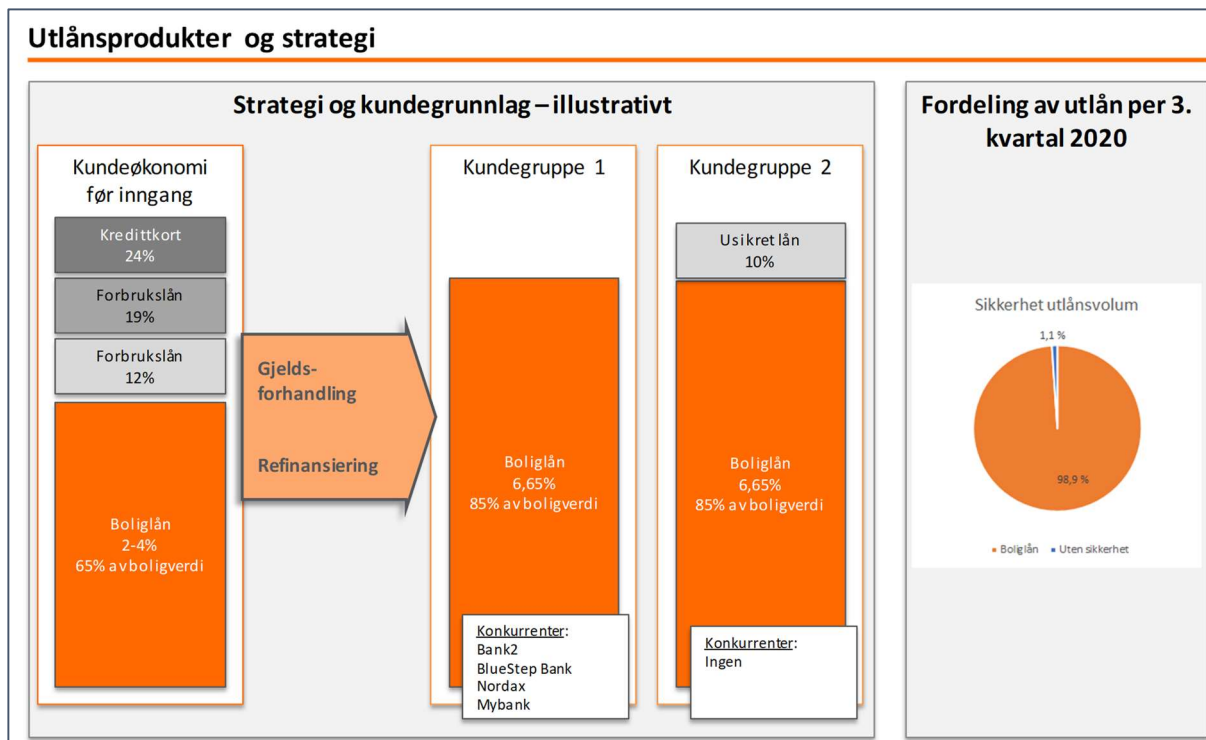 Utlånsprodukter og strategi
Strategi og kundegrunnlag – illustrativt
Kundeøkonomi
før inngang
Kredittkort
24%
Forbrukslån
19%
Forbrukslån
12%
Boliglån
2-4%
65% av boligverdi
Gjelds-
forhandling
Refinansiering
Kundegruppe 1
Boliglån
6,65%
85% av boligverdi
Konkurrenter:
Bank2
BlueStep Bank
Nordax
Mybank
Kundegruppe 2
Usikret lån
10%
Boliglån
6,65%
85% av boligverdi
Konkurrenter:
Ingen
Fordeling av utlån per 3.
kvartal 2020
Sikkerhet utlånsvolum
1,1 %
98,9 %
Boliglån Uten sikkerhet